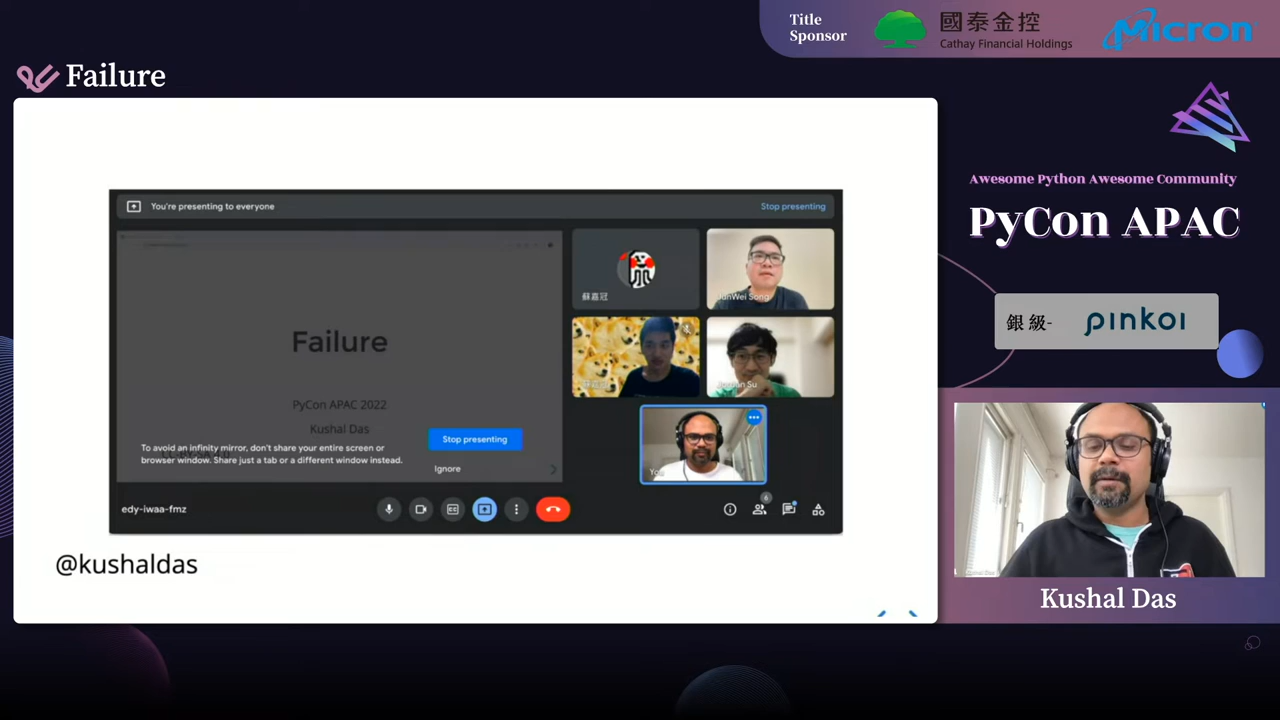 Title
Sponsor
國泰金控
Cathay Financial Holdings
Micron
Failure
You're presenting to everyone
Stop presenting
Failure
PyCon APAC 2022
Kushal Das
To avoid an infinity mirror, don't share your entire screen or
browser window. Share just a tab or a different window instead.
Stop presenting
Ignore
蘇嘉冠
JunWei Song
You
6
edy-iwaa-fmz
@kushaldas
Awesome Python Awesome Community
PyCon APAC
銀級- pinkoi
Kushal Das